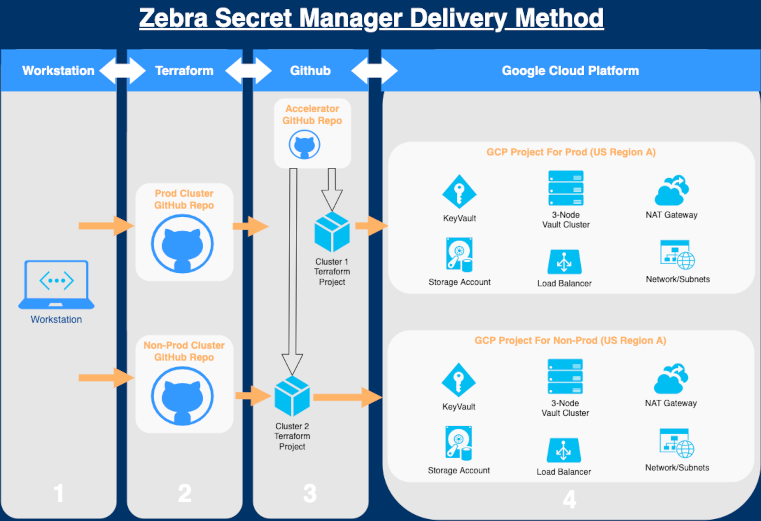 Zebra Secret Manager Delivery Method
Workstation
Terraform
Github
Google Cloud Platform
Accelerator
GitHub Repo
Prod Cluster
GitHub Repo
Cluster 1
Terraform
Project
GCP Project For Prod (US Region A)
KeyVault
3-Node
Vault Cluster
NAT Gateway
Storage Account
Load Balancer
Network/Subnets
Workstation
Non-Prod Cluster
GitHub Repo
Cluster 2
Terraform
Project
GCP Project For Non-Prod (US Region A)
KeyVault
3-Node
Vault Cluster
NAT Gateway
Storage Account
Load Balancer
Network/Subnets
1
2
3
4